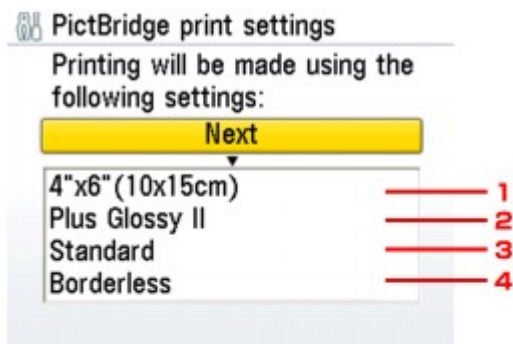 PictBridge print settings
Printing will be made using the
following settings:
Next
4"x6"(10x15cm) 1
Plus Glossy II 2
Standard 3
Borderless 4